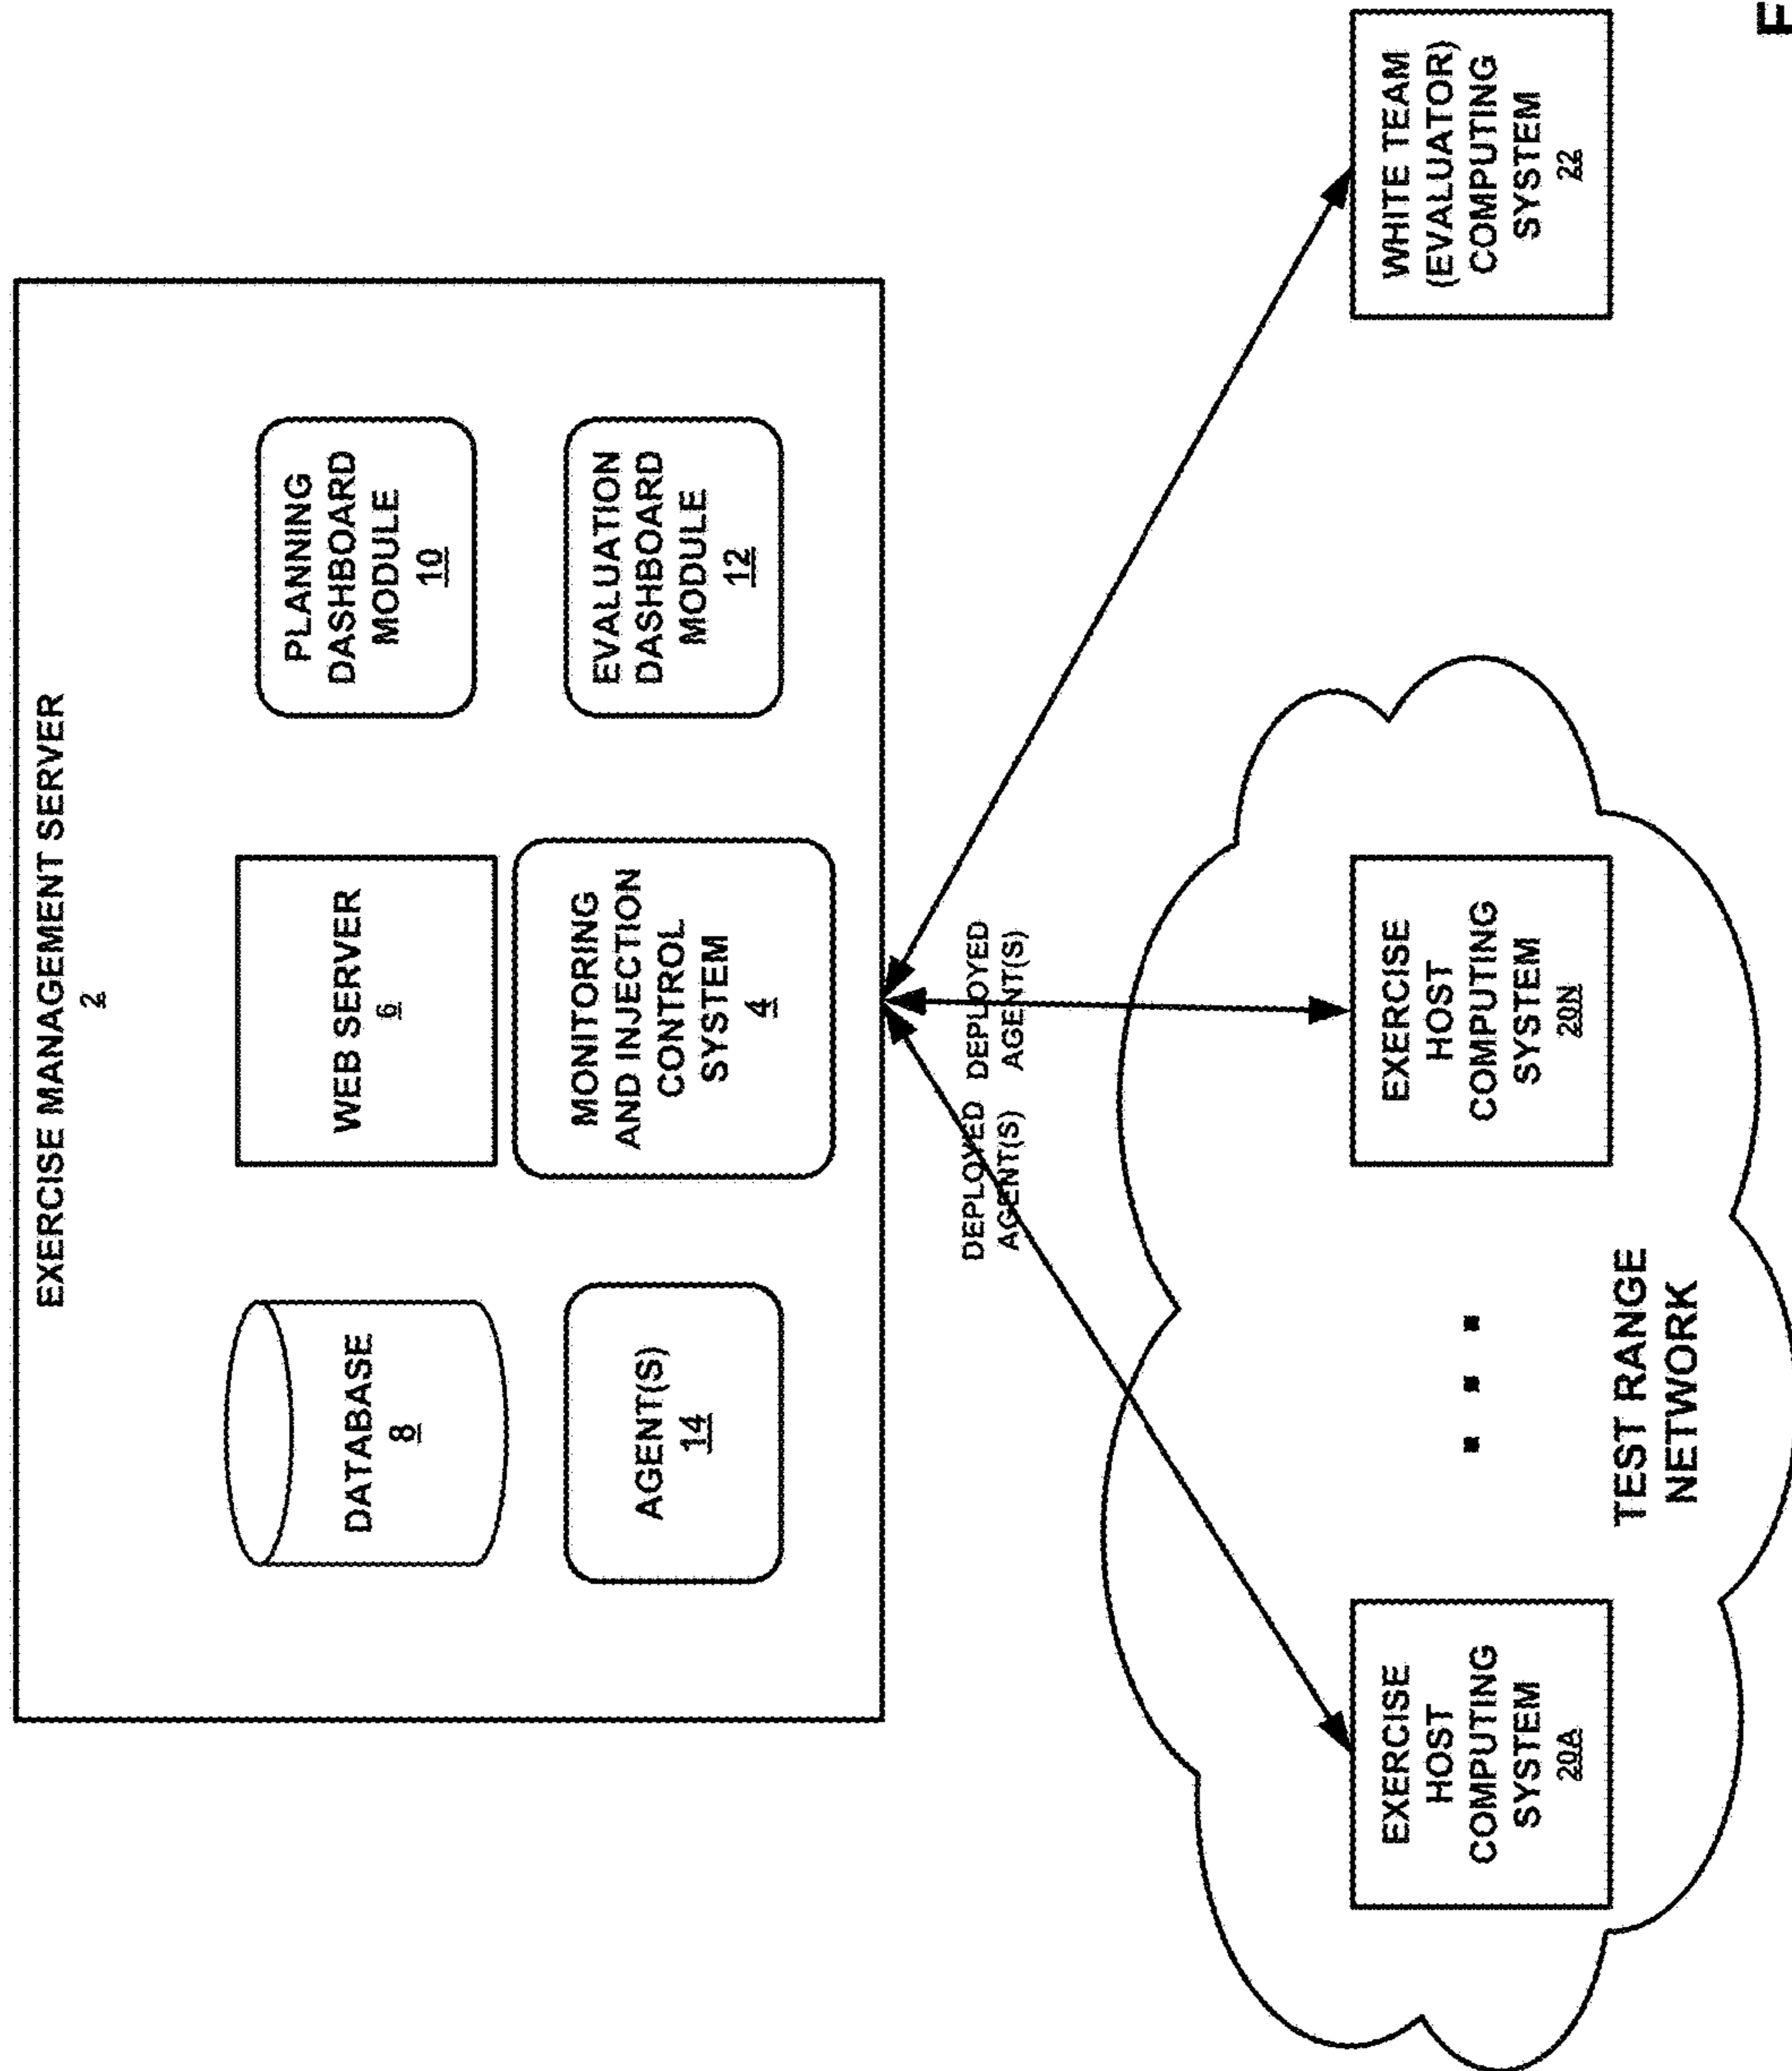 EXERCISE MANAGEMENT SERVER
2
DATABASE
8
WEB SERVER
6
PLANNING
DASHBOARD
MODULE
10
AGENT(S)
14
MONITORING
AND INJECTION
CONTROL
SYSTEM
4
EVALUATION
DASHBOARD
MODULE
12
DEPLOYED
AGENT(S)
DEPLOYED
AGENT(S)
EXERCISE
HOST
COMPUTING
SYSTEM
20A
EXERCISE
HOST
COMPUTING
SYSTEM
20N
WHITE TEAM
(EVALUATOR)
COMPUTING
SYSTEM
22
TEST RANGE
NETWORK